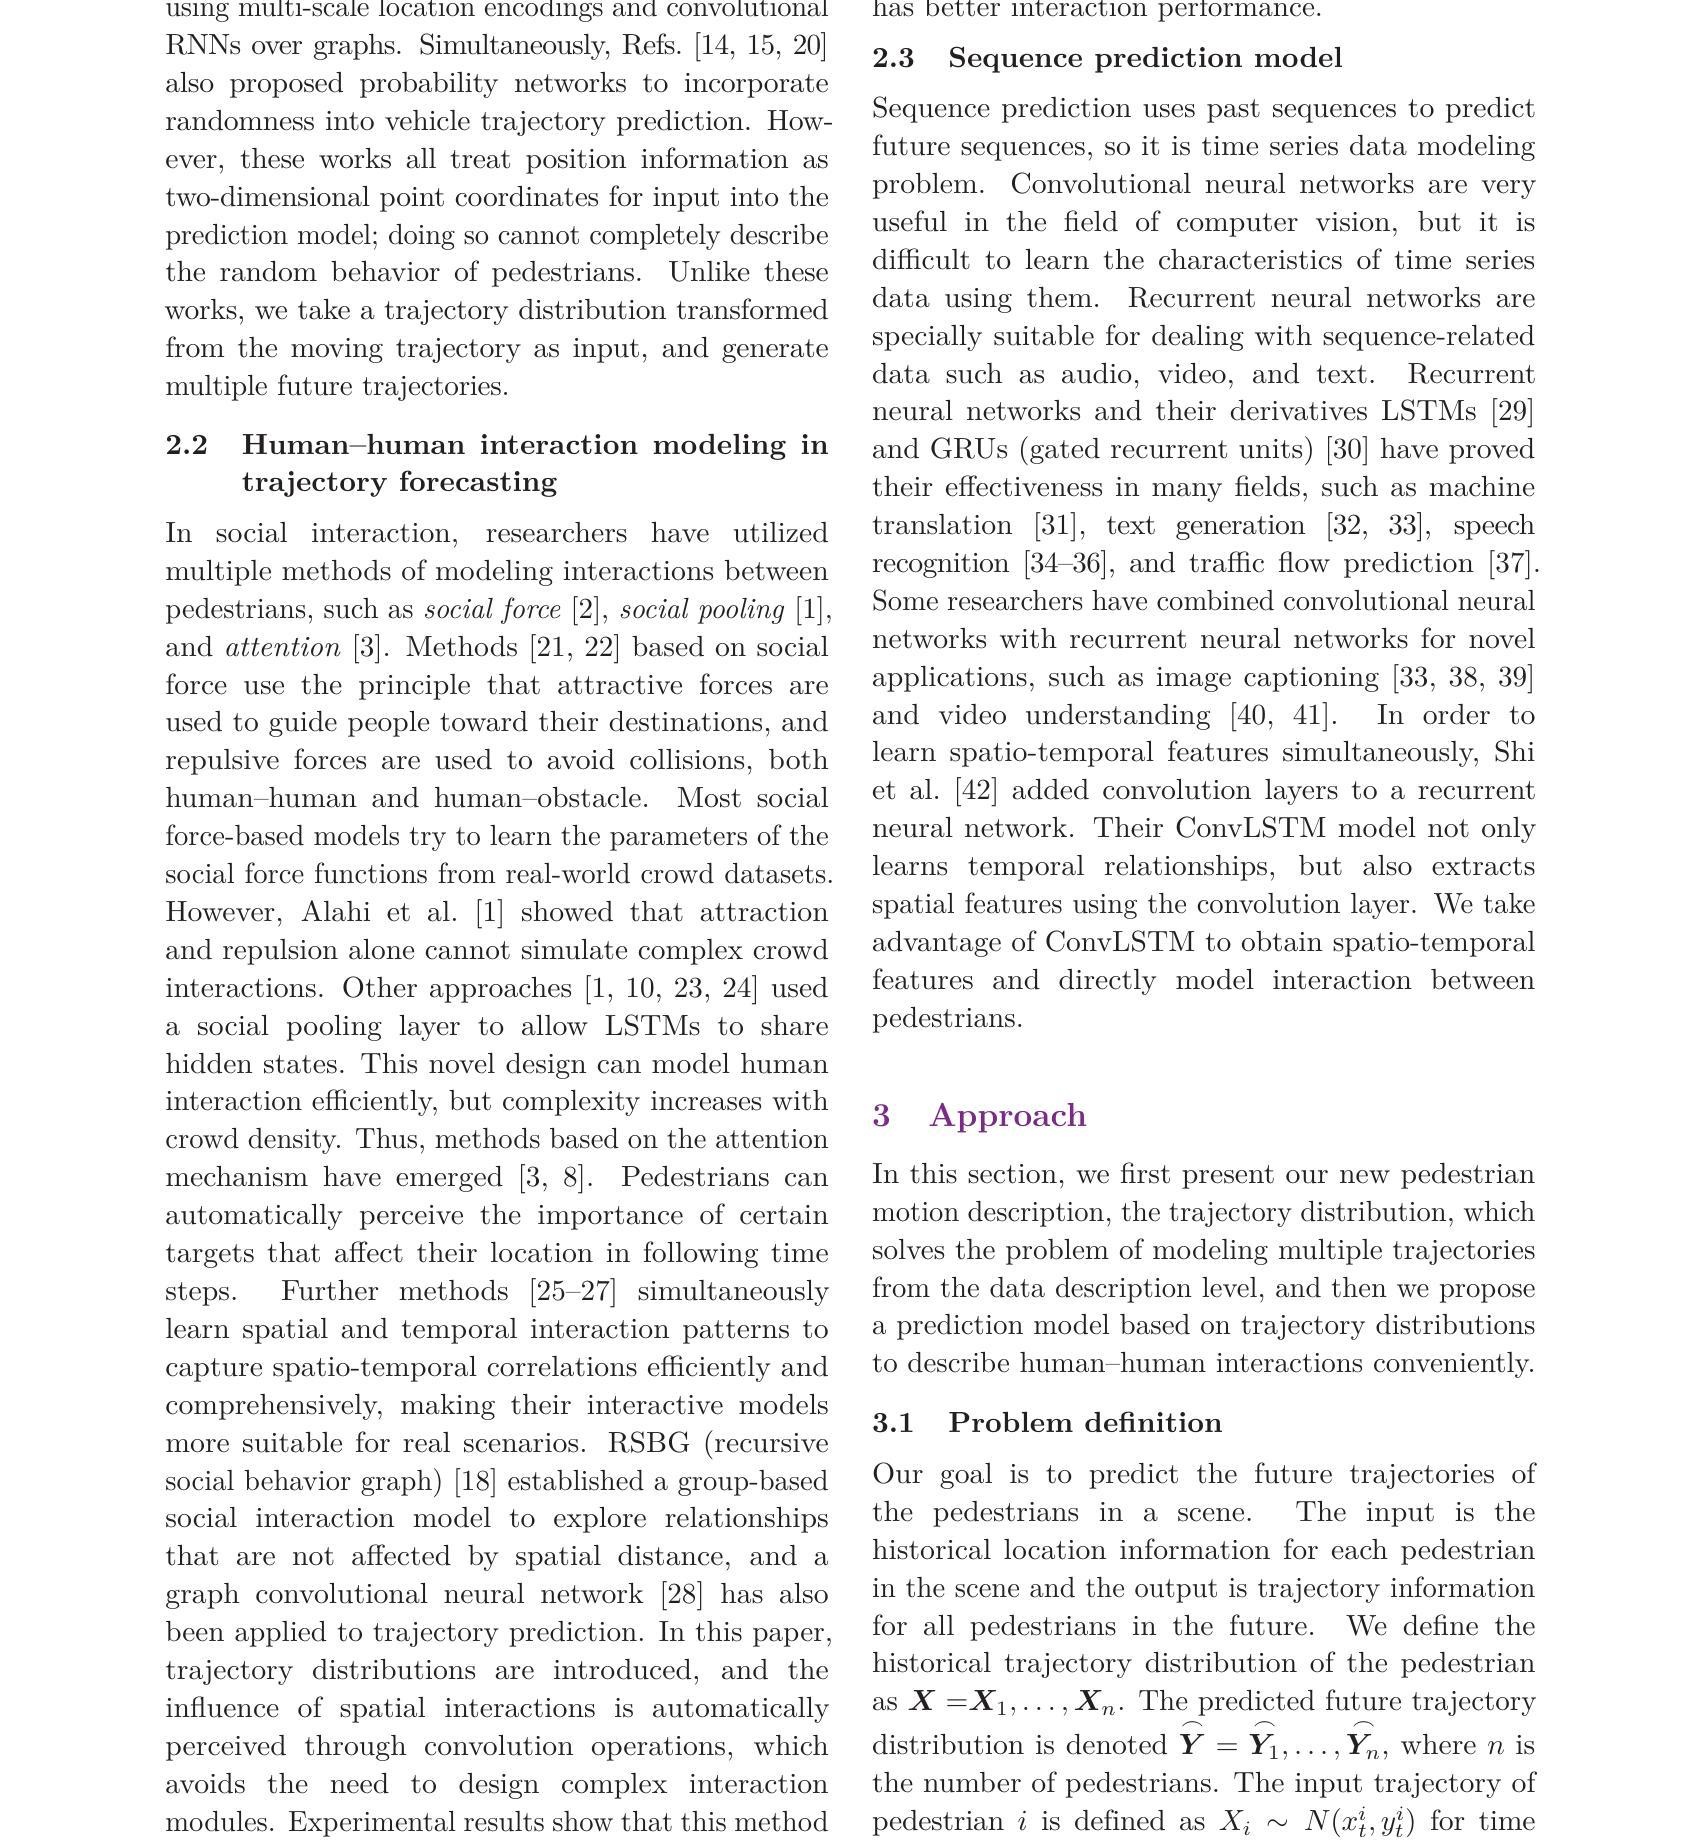 using multi-scale location encodings and convolutional
RNNs over graphs. Simultaneously, Refs. [14, 15, 20]
also proposed probability networks to incorporate
randomness into vehicle trajectory prediction. How-
ever, these works all treat position information as
two-dimensional point coordinates for input into the
prediction model; doing so cannot completely describe
the random behavior of pedestrians. Unlike these
works, we take a trajectory distribution transformed
from the moving trajectory as input, and generate
multiple future trajectories.
2.2 Human–human interaction modeling in
trajectory forecasting
In social interaction, researchers have utilized
multiple methods of modeling interactions between
pedestrians, such as social force [2], social pooling [1],
and attention [3]. Methods [21, 22] based on social
force use the principle that attractive forces are
used to guide people toward their destinations, and
repulsive forces are used to avoid collisions, both
human–human and human–obstacle. Most social
force-based models try to learn the parameters of the
social force functions from real-world crowd datasets.
However, Alahi et al. [1] showed that attraction
and repulsion alone cannot simulate complex crowd
interactions. Other approaches [1, 10, 23, 24] used
a social pooling layer to allow LSTMs to share
hidden states. This novel design can model human
interaction efficiently, but complexity increases with
crowd density. Thus, methods based on the attention
mechanism have emerged [3, 8]. Pedestrians can
automatically perceive the importance of certain
targets that affect their location in following time
steps. Further methods [25–27] simultaneously
learn spatial and temporal interaction patterns to
capture spatio-temporal correlations efficiently and
comprehensively, making their interactive models
more suitable for real scenarios. RSBG (recursive
social behavior graph) [18] established a group-based
social interaction model to explore relationships
that are not affected by spatial distance, and a
graph convolutional neural network [28] has also
been applied to trajectory prediction. In this paper,
trajectory distributions are introduced, and the
influence of spatial interactions is automatically
perceived through convolution operations, which
avoids the need to design complex interaction
modules. Experimental results show that this method
has better interaction performance.
2.3 Sequence prediction model
Sequence prediction uses past sequences to predict
future sequences, so it is time series data modeling
problem. Convolutional neural networks are very
useful in the field of computer vision, but it is
difficult to learn the characteristics of time series
data using them. Recurrent neural networks are
specially suitable for dealing with sequence-related
data such as audio, video, and text. Recurrent
neural networks and their derivatives LSTMs [29]
and GRUs (gated recurrent units) [30] have proved
their effectiveness in many fields, such as machine
translation [31], text generation [32, 33], speech
recognition [34–36], and traffic flow prediction [37].
Some researchers have combined convolutional neural
networks with recurrent neural networks for novel
applications, such as image captioning [33, 38, 39]
and video understanding [40, 41]. In order to
learn spatio-temporal features simultaneously, Shi
et al. [42] added convolution layers to a recurrent
neural network. Their ConvLSTM model not only
learns temporal relationships, but also extracts
spatial features using the convolution layer. We take
advantage of ConvLSTM to obtain spatio-temporal
features and directly model interaction between
pedestrians.
3 Approach
In this section, we first present our new pedestrian
motion description, the trajectory distribution, which
solves the problem of modeling multiple trajectories
from the data description level, and then we propose
a prediction model based on trajectory distributions
to describe human–human interactions conveniently.
3.1 Problem definition
Our goal is to predict the future trajectories of
the pedestrians in a scene. The input is the
historical location information for each pedestrian
in the scene and the output is trajectory information
for all pedestrians in the future. We define the
historical trajectory distribution of the pedestrian
as X =X₁, . . . , Xₙ. The predicted future trajectory
distribution is denoted Y͡ = Y͡₁, . . . , Y͡ₙ, where n is
the number of pedestrians. The input trajectory of
pedestrian i is defined as Xᵢ ∼ N(xₜⁱ, yₜⁱ) for time